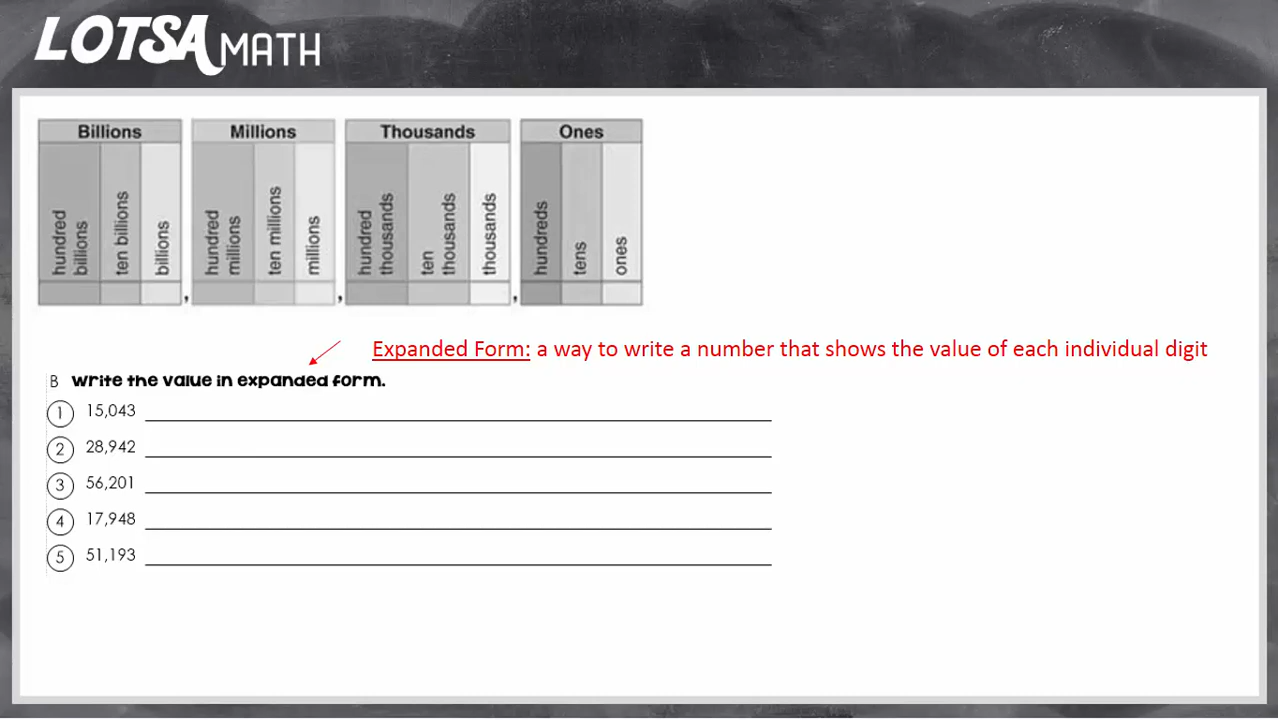 LOTSA MATH
Billions Millions Thousands Ones
hundred billions ten billions billions , hundred millions ten millions millions , hundred thousands ten thousands thousands , hundreds tens ones
Expanded Form: a way to write a number that shows the value of each individual digit
B Write the value in expanded form.
1 15,043
2 28,942
3 56,201
4 17,948
5 51,193